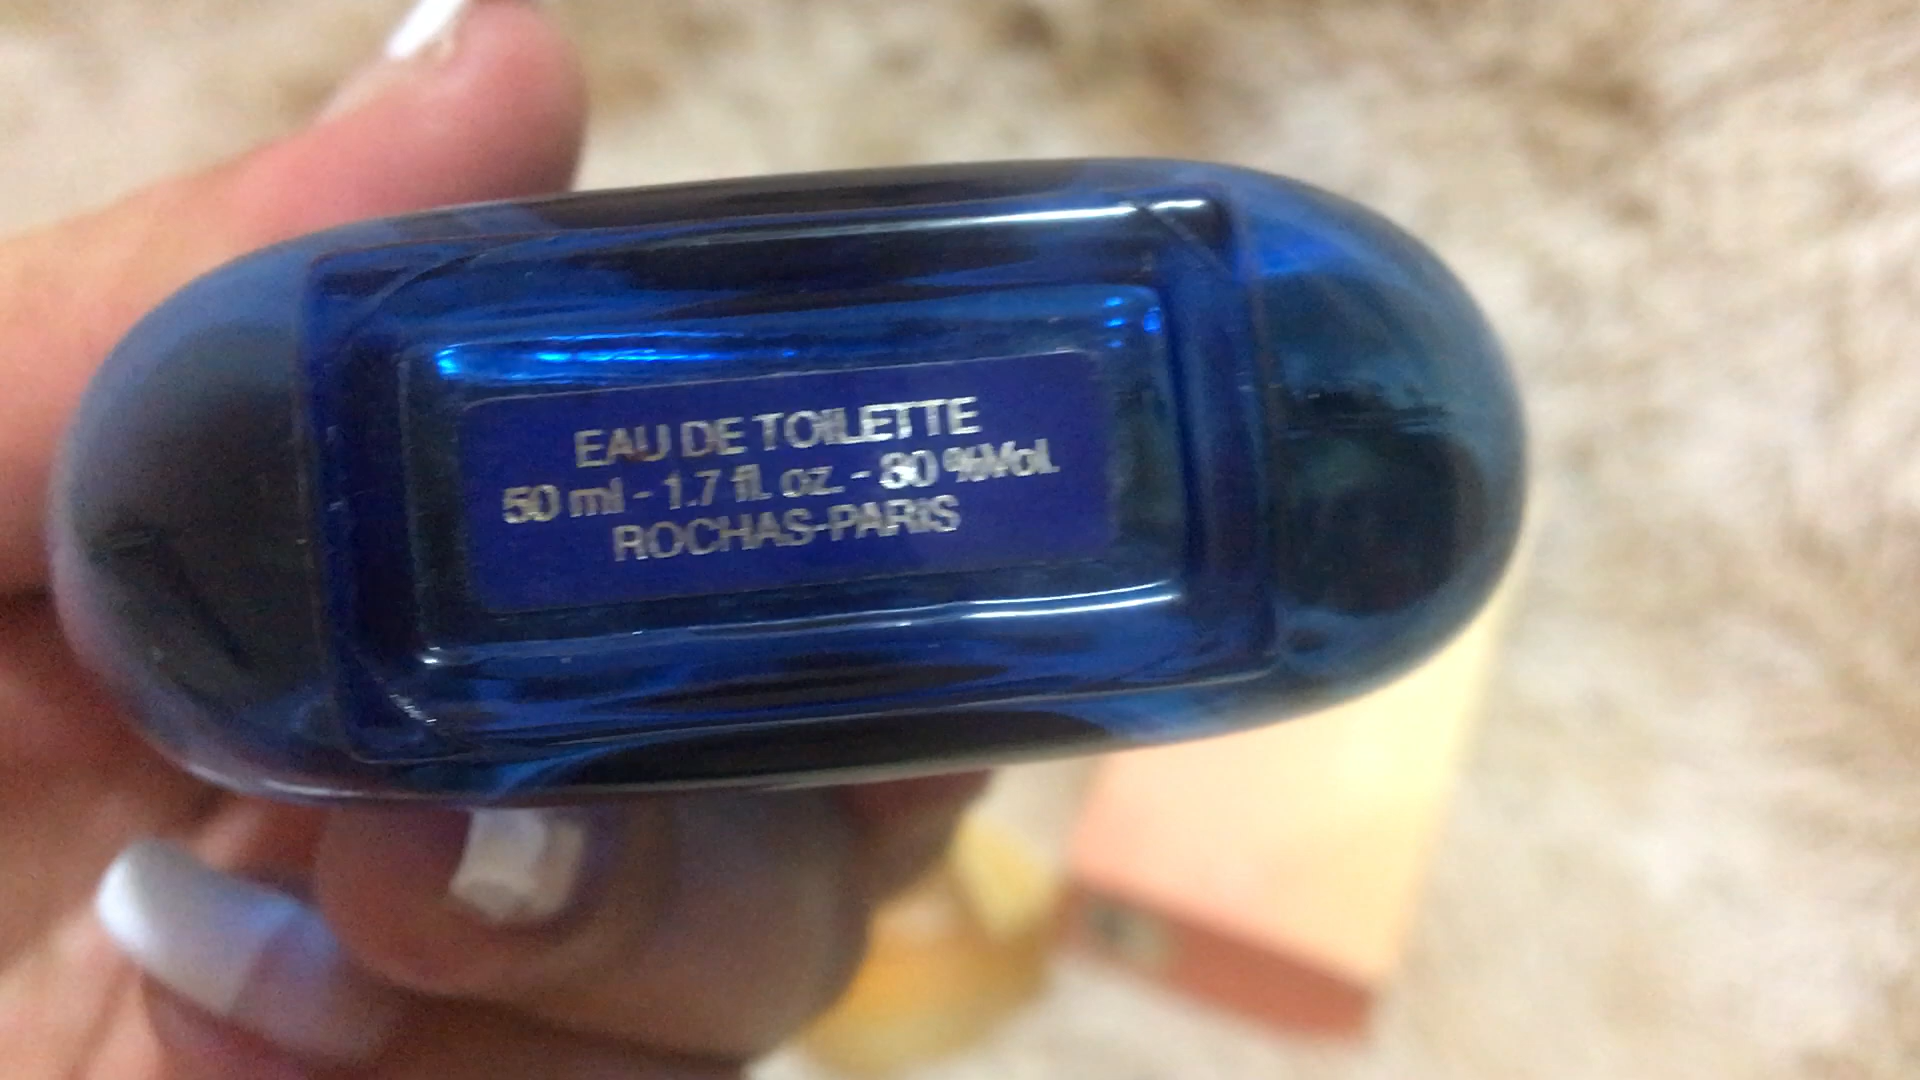 EAU DE TOILETTE
50 ml - 1.7 fl. oz. - 80 %Vol.
ROCHAS-PARIS